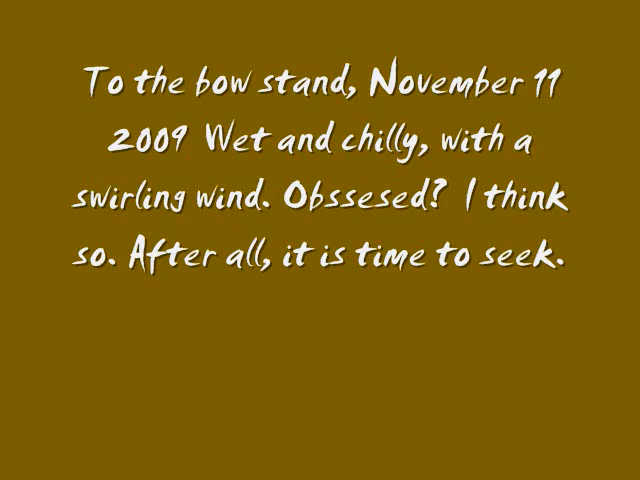 To the bow stand, November 11
2009 Wet and chilly, with a
swirling wind. Obssesed? I think
so. After all, it is time to seek.